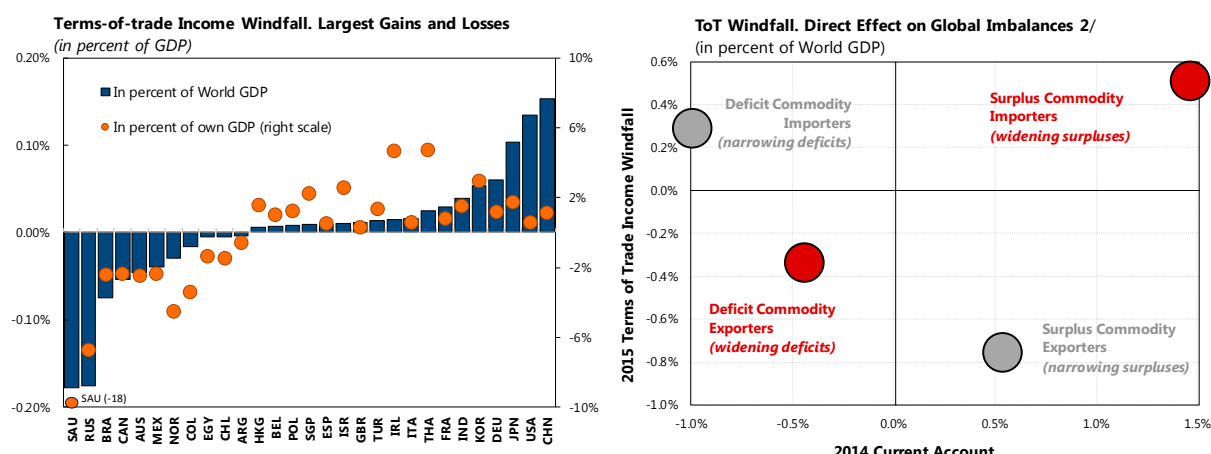 Terms-of-trade Income Windfall. Largest Gains and Losses
(in percent of GDP)
0.20%
0.10%
0.00%
-0.10%
-0.20%
10%
6%
2%
-2%
-6%
-10%
In percent of World GDP
In percent of own GDP (right scale)
SAU (-18)
SAU
RUS
BRA
CAN
AUS
MEX
NOR
COL
EGY
CHL
ARG
HKG
BEL
POL
SGP
ESP
ISR
GBR
TUR
IRL
ITA
THA
FRA
IND
KOR
DEU
JPN
USA
CHN
ToT Windfall. Direct Effect on Global Imbalances 2/
(in percent of World GDP)
2015 Terms of Trade Income Windfall
0.6%
0.4%
0.2%
0.0%
-0.2%
-0.4%
-0.6%
-0.8%
-1.0%
Deficit Commodity
Importers
(narrowing deficits)
Surplus Commodity
Importers
(widening surpluses)
Deficit Commodity
Exporters
(widening deficits)
Surplus Commodity
Exporters
(narrowing surpluses)
-1.0%
-0.5%
0.0%
0.5%
1.0%
1.5%
2014 Current Account